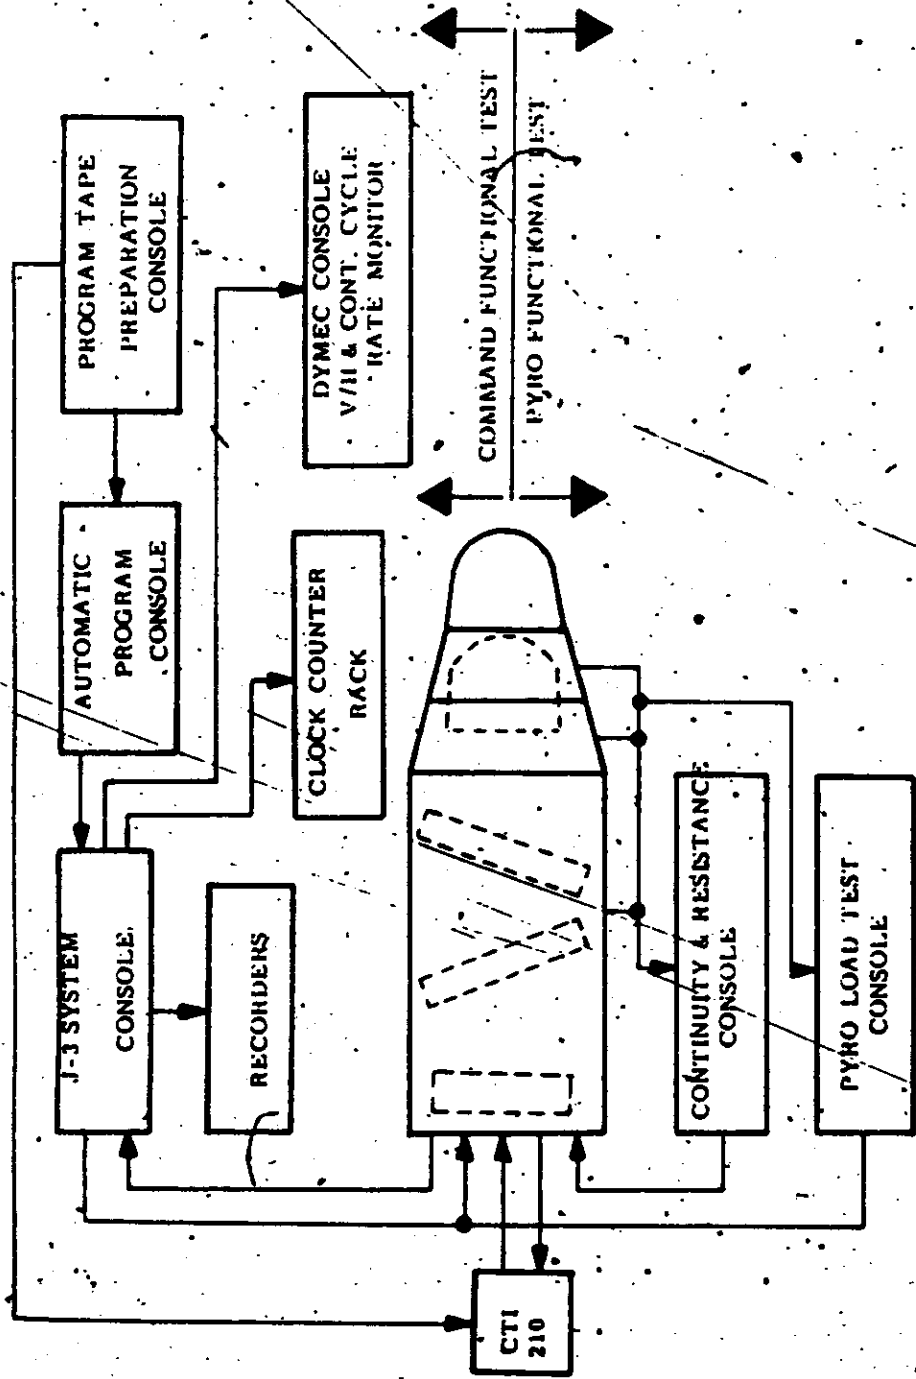 PROGRAM TAPE
PREPARATION
CONSOLE
AUTOMATIC
PROGRAM
CONSOLE
J-3 SYSTEM
CONSOLE
DYMEC CONSOLE
V/H & CONT. CYCLE
RATE MONITOR
CLOCK COUNTER
RACK
RECORDERS
COMMAND FUNCTIONAL TEST
PYRO FUNCTIONAL TEST
CONTINUITY & RESISTANCE
CONSOLE
PYRO LOAD TEST
CONSOLE
CTI
210